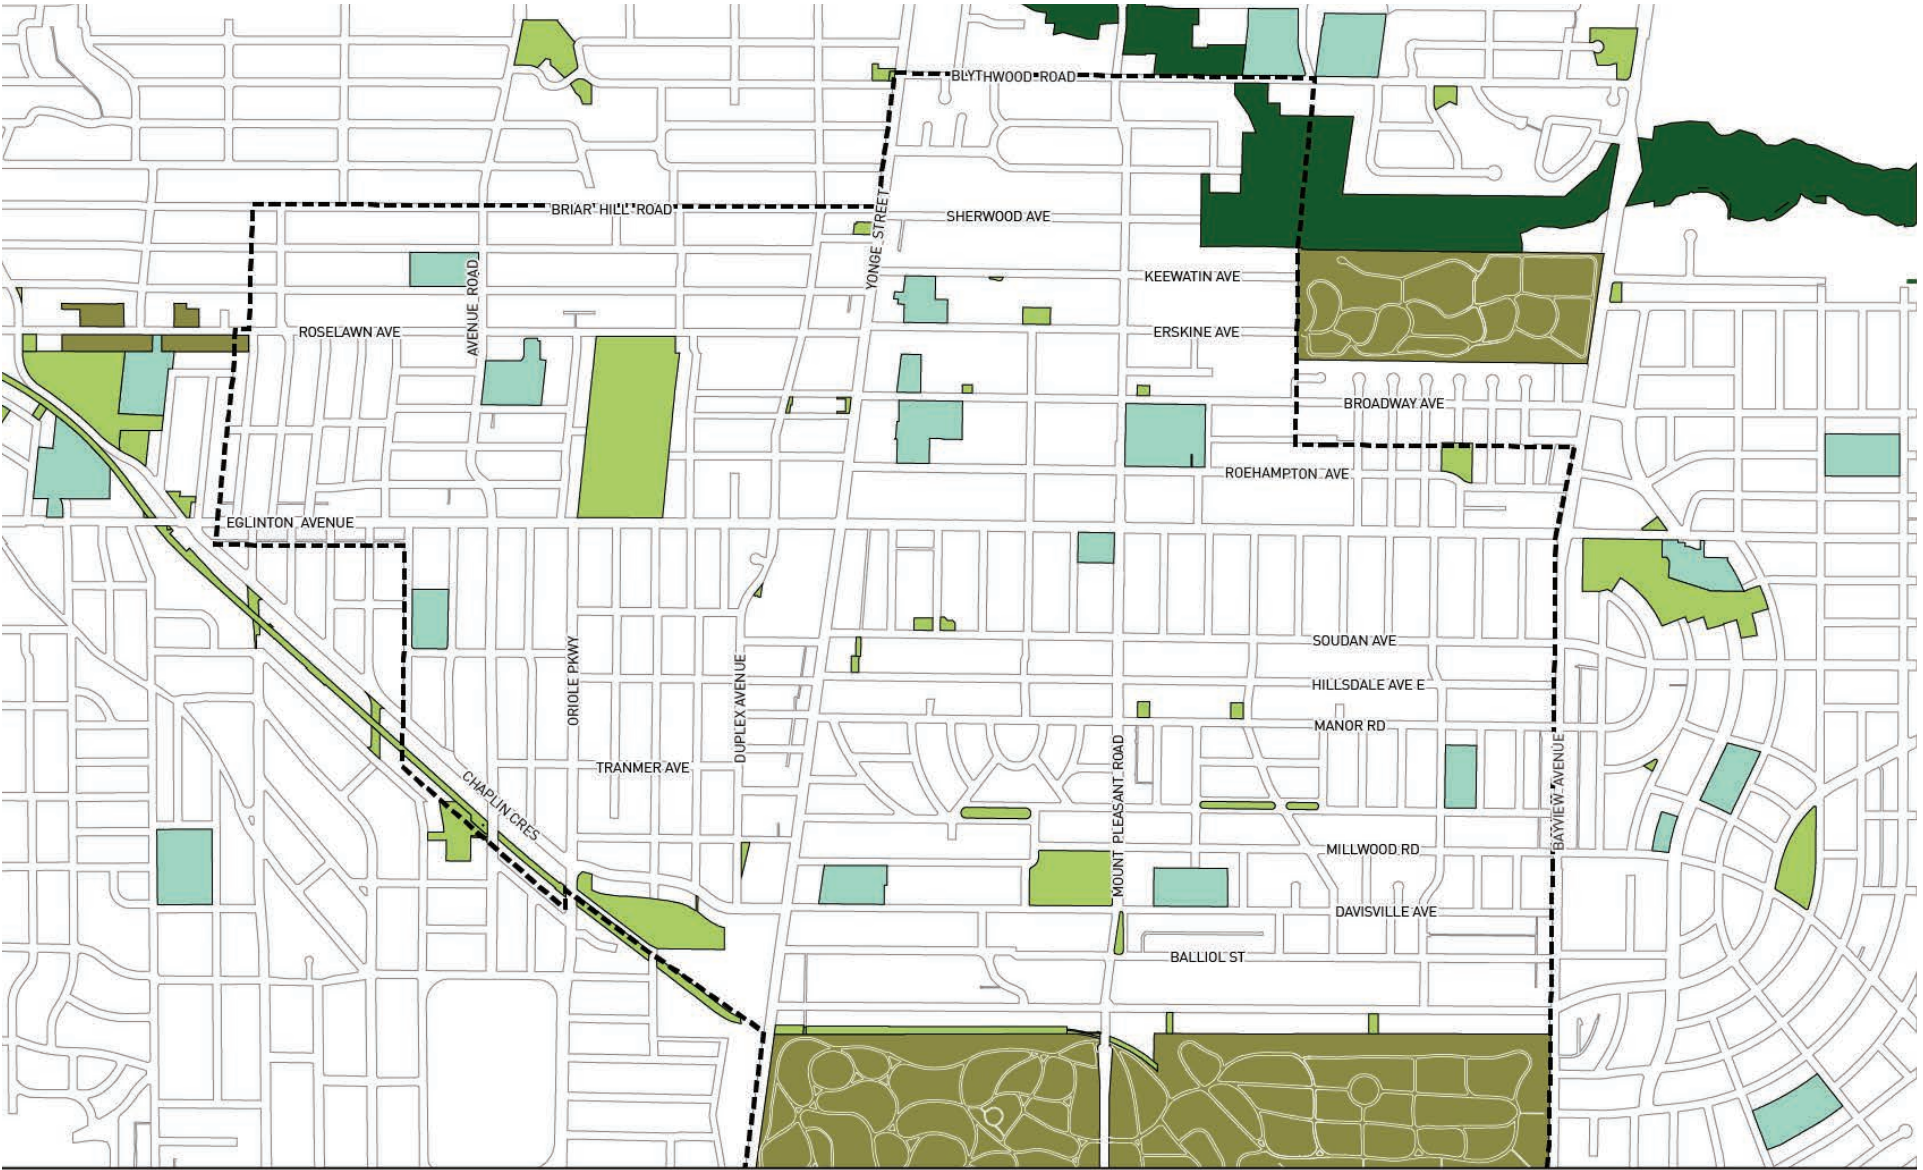 BLYTHWOOD ROAD
BRIAR HILL ROAD
YONGE STREET
SHERWOOD AVE
KEEWATIN AVE
AVENUE ROAD
ROSELAWN AVE
ERSKINE AVE
BROADWAY AVE
ROEHAMPTON AVE
EGLINTON AVENUE
SOUDAN AVE
ORIOLE PKWY
DUPLEX AVENUE
HILLSDALE AVE E
MANOR RD
TRANMER AVE
CHAPLIN CRES
MOUNT PLEASANT ROAD
BAYVIEW AVENUE
MILLWOOD RD
DAVISVILLE AVE
BALLIOL ST